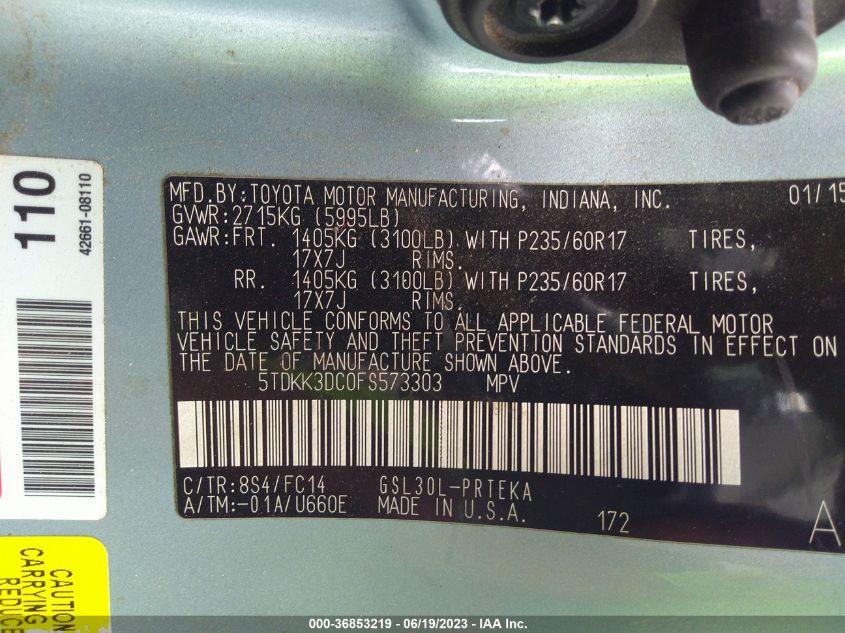 110
42661-08110
CAUTION
CARRYING
REDUCE
MFD.BY:TOYOTA MOTOR MANUFACTURING, INDIANA, INC. 01/15
GVWR:2715KG (5995LB)
GAWR:FRT. 1405KG (3100LB) WITH P235/60R17 TIRES,
17X7J RIMS.
RR. 1405KG (3100LB) WITH P235/60R17 TIRES,
17X7J RIMS.
THIS VEHICLE CONFORMS TO ALL APPLICABLE FEDERAL MOTOR
VEHICLE SAFETY AND THEFT PREVENTION STANDARDS IN EFFECT ON
THE DATE OF MANUFACTURE SHOWN ABOVE.
5TDKK3DC0FS573303 MPV
C/TR:8S4/FC14 GSL30L-PRTEKA
A/TM:-01A/U660E MADE IN U.S.A. 172 A
000-36853219 - 06/19/2023 - IAA Inc.